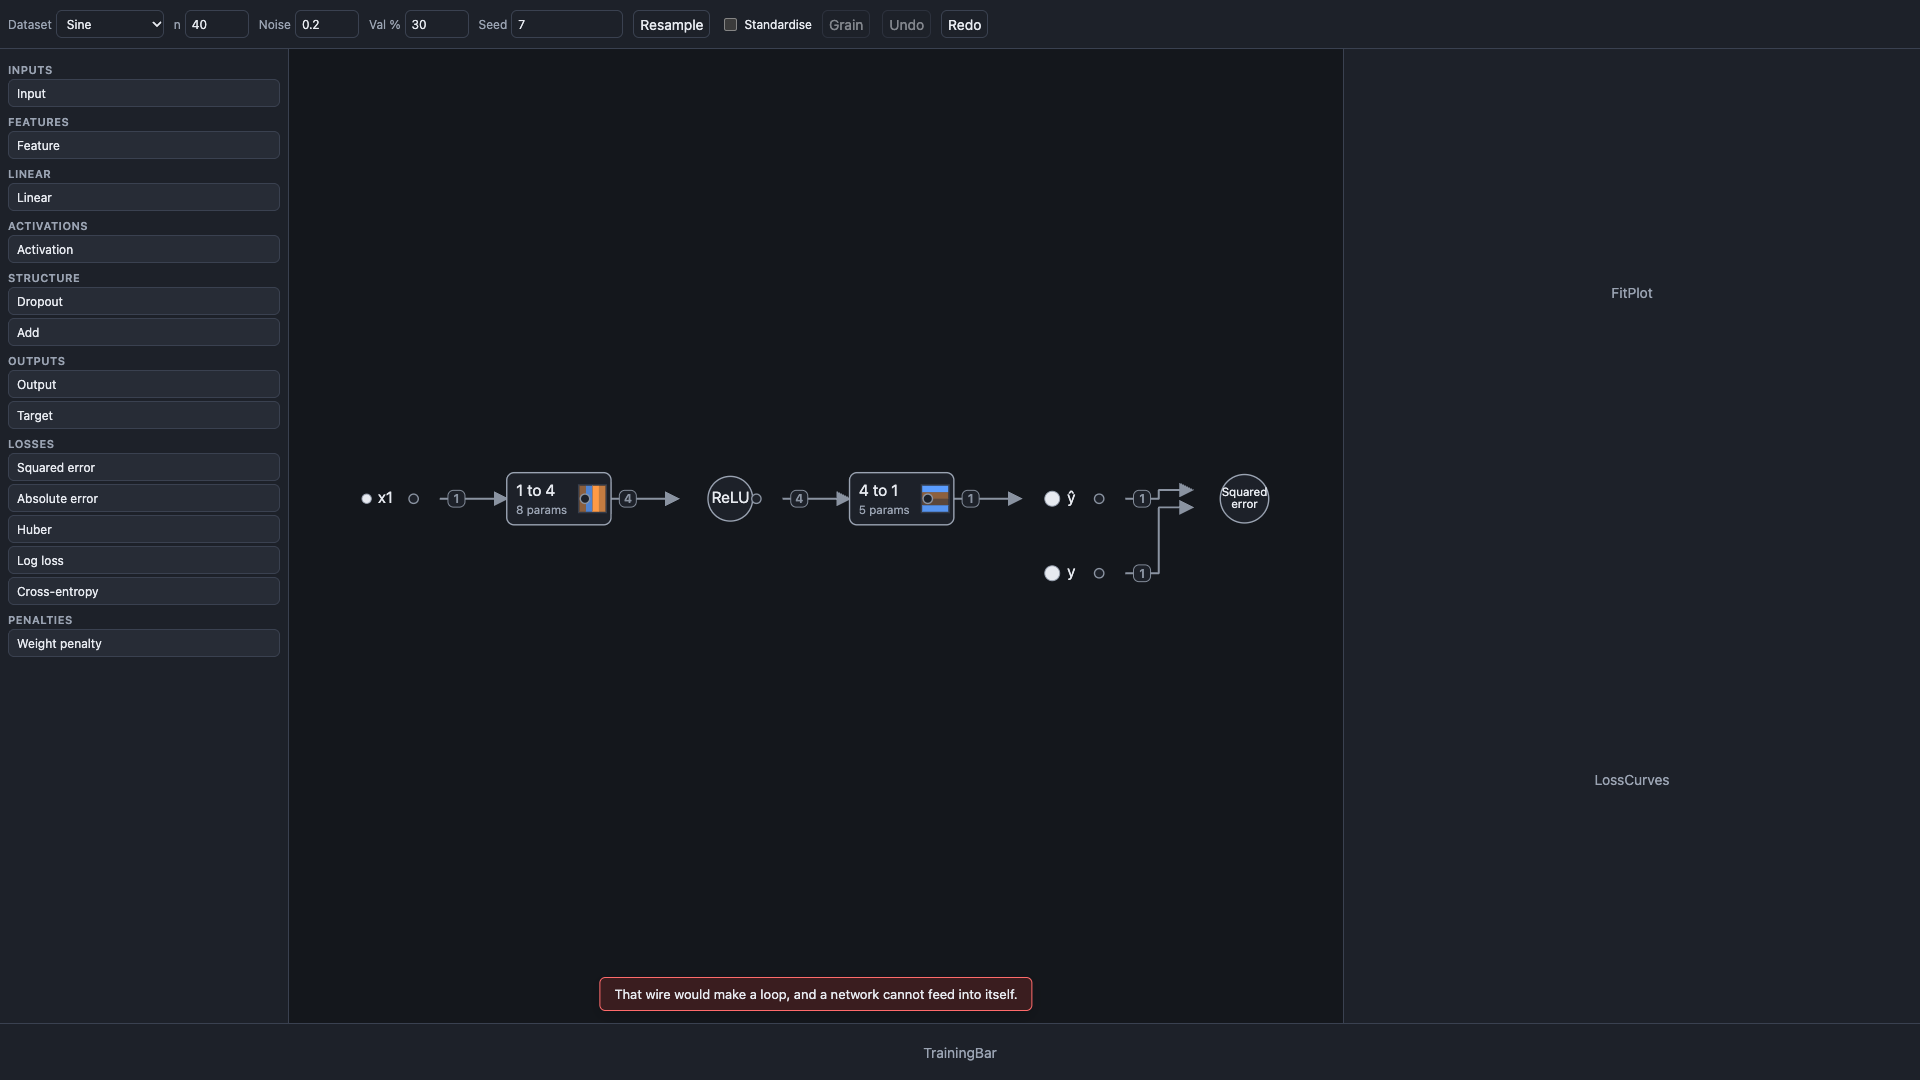 Dataset Sine n 40 Noise 0.2 Val % 30 Seed 7 Resample Standardise Grain Undo Redo
INPUTS
Input
FEATURES
Feature
LINEAR
Linear
ACTIVATIONS
Activation
STRUCTURE
Dropout
Add
OUTPUTS
Output
Target
LOSSES
Squared error
Absolute error
Huber
Log loss
Cross-entropy
PENALTIES
Weight penalty
x1
1
1 to 4
8 params
4
ReLU
4
4 to 1
5 params
1
ŷ
1
Squared
error
y
1
That wire would make a loop, and a network cannot feed into itself.
FitPlot
LossCurves
TrainingBar